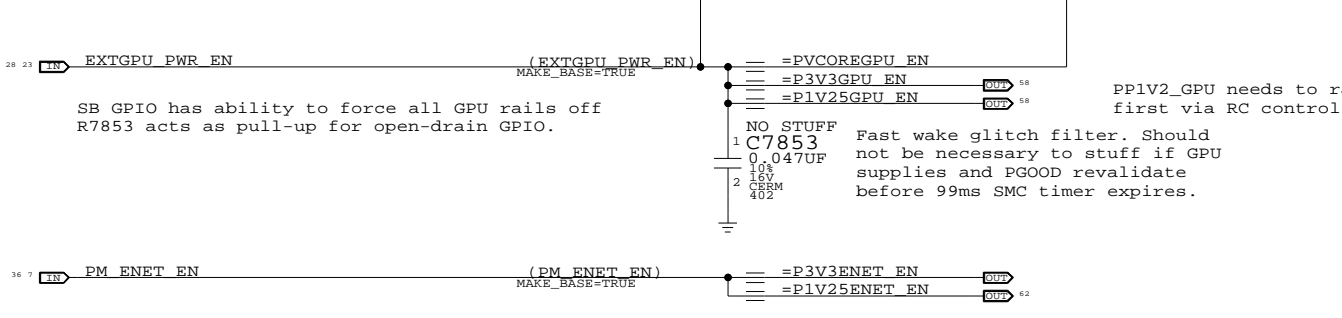 28 23 IN EXTGPU_PWR_EN (EXTGPU_PWR_EN) =PVCOREGPU_EN
MAKE_BASE=TRUE
=P3V3GPU_EN OUT 58
=P1V25GPU_EN OUT 58
SB GPIO has ability to force all GPU rails off
R7853 acts as pull-up for open-drain GPIO.
PP1V2_GPU needs to
first via RC control
NO STUFF
1 C7853
0.047UF
10%
16V
2 CERM
402
Fast wake glitch filter. Should
not be necessary to stuff if GPU
supplies and PGOOD revalidate
before 99ms SMC timer expires.
36 7 IN PM_ENET_EN (PM_ENET_EN) =P3V3ENET_EN OUT
MAKE_BASE=TRUE
=P1V25ENET_EN OUT 62